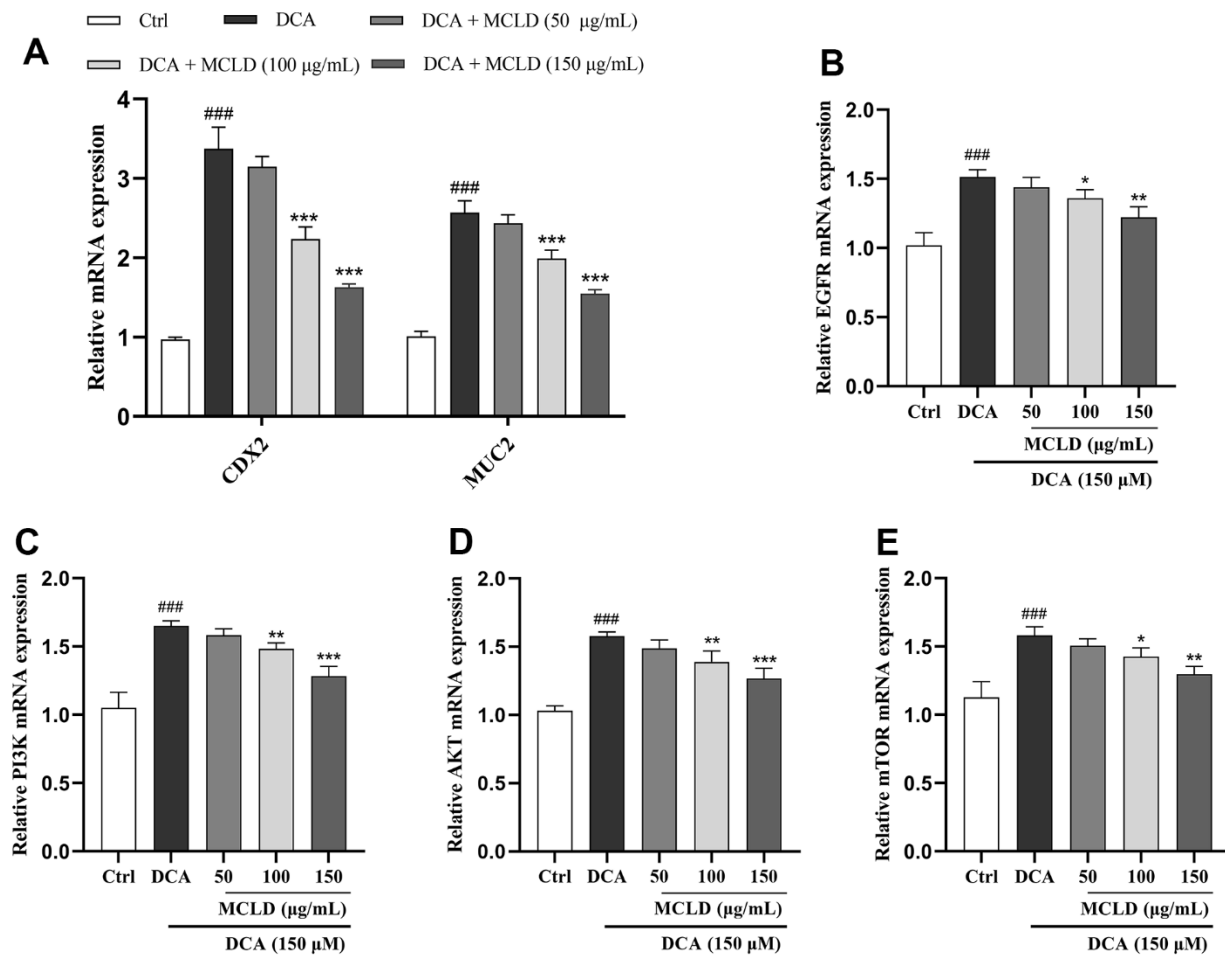 Ctrl DCA DCA + MCLD (50 μg/mL)
DCA + MCLD (100 μg/mL) DCA + MCLD (150 μg/mL)
A
Relative mRNA expression
4
3
2
1
0
### *** ***
### *** ***
CDX2 MUC2
B
Relative EGFR mRNA expression
2.0
1.5
1.0
0.5
0.0
### * **
Ctrl DCA 50 100 150
MCLD (μg/mL)
DCA (150 μM)
C
Relative PI3K mRNA expression
2.0
1.5
1.0
0.5
0.0
### ** ***
Ctrl DCA 50 100 150
MCLD (μg/mL)
DCA (150 μM)
D
Relative AKT mRNA expression
2.0
1.5
1.0
0.5
0.0
### ** ***
Ctrl DCA 50 100 150
MCLD (μg/mL)
DCA (150 μM)
E
Relative mTOR mRNA expression
2.0
1.5
1.0
0.5
0.0
### * **
Ctrl DCA 50 100 150
MCLD (μg/mL)
DCA (150 μM)